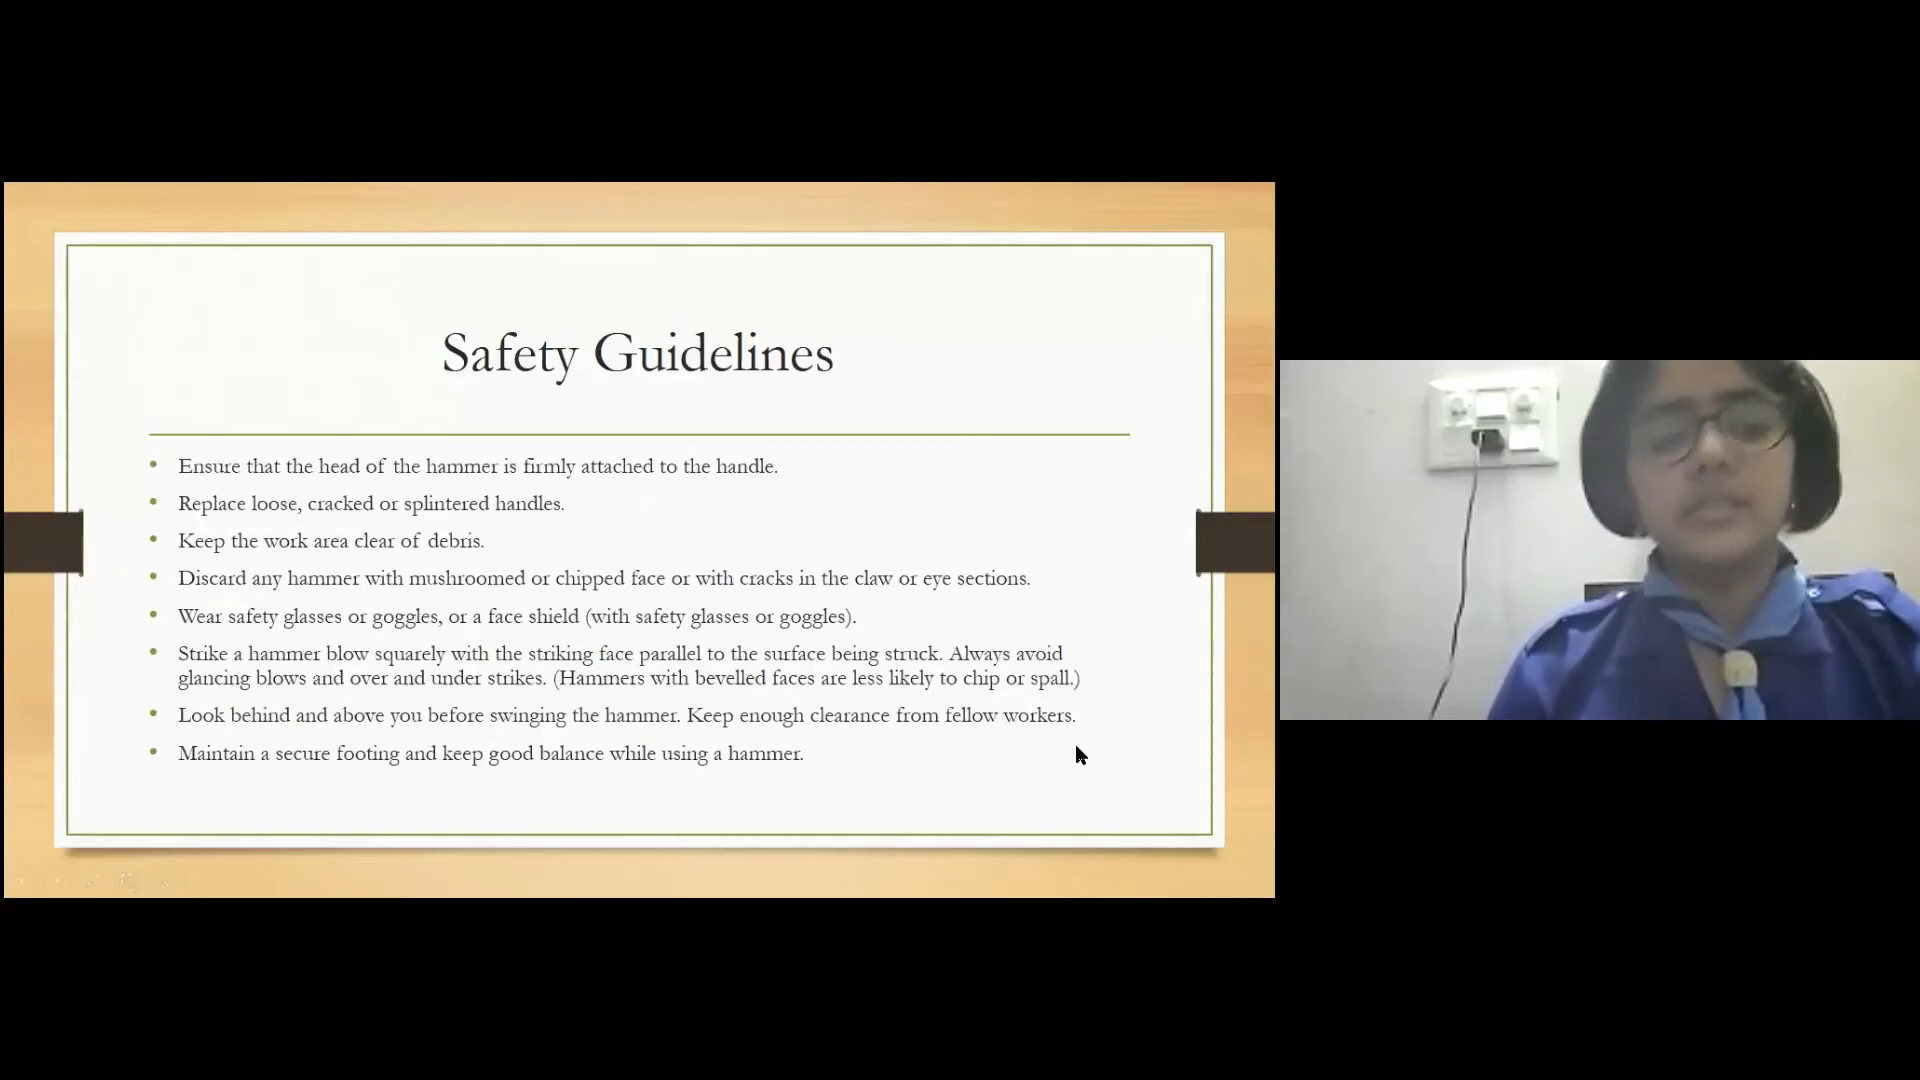 Safety Guidelines
• Ensure that the head of the hammer is firmly attached to the handle.
• Replace loose, cracked or splintered handles.
• Keep the work area clear of debris.
• Discard any hammer with mushroomed or chipped face or with cracks in the claw or eye sections.
• Wear safety glasses or goggles, or a face shield (with safety glasses or goggles).
• Strike a hammer blow squarely with the striking face parallel to the surface being struck. Always avoid
glancing blows and over and under strikes. (Hammers with bevelled faces are less likely to chip or spall.)
• Look behind and above you before swinging the hammer. Keep enough clearance from fellow workers.
• Maintain a secure footing and keep good balance while using a hammer.